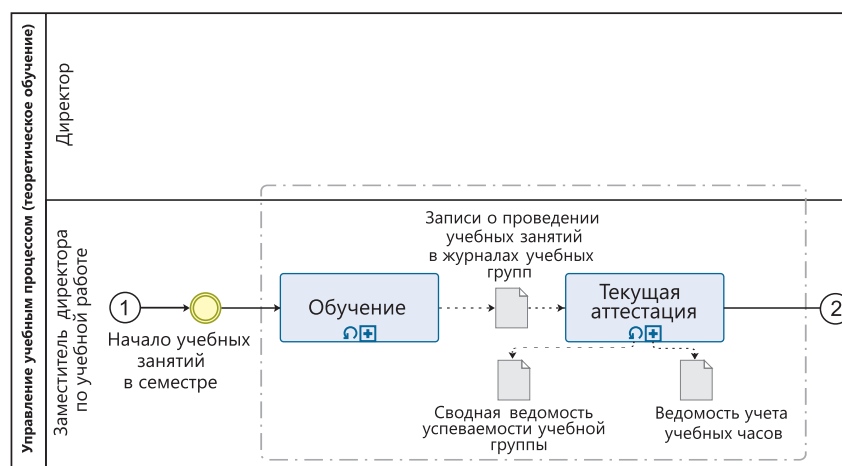 Управление учебным процессом (теоретическое обучение)
Директор
Заместитель директора
по учебной работе
1
Начало учебных
занятий
в семестре
Обучение
Записи о проведении
учебных занятий
в журналах учебных
групп
Текущая
аттестация
2
Сводная ведомость
успеваемости учебной
группы
Ведомость учета
учебных часов